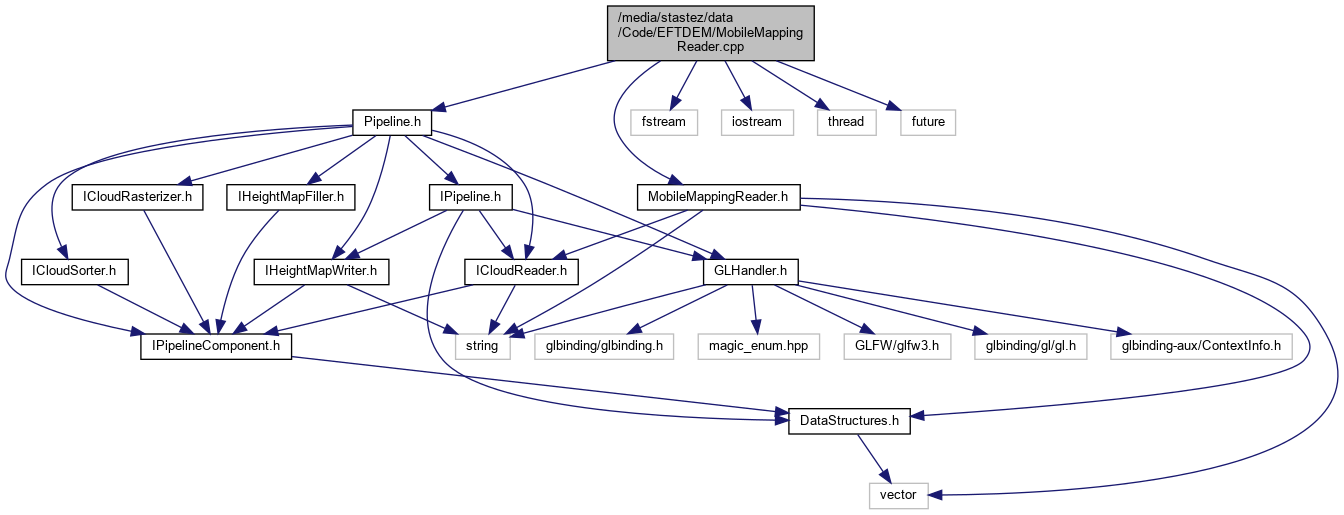 /media/stastez/data
/Code/EFTDEM/MobileMapping
Reader.cpp
Pipeline.h
fstream
iostream
thread
future
ICloudRasterizer.h
IHeightMapFiller.h
IPipeline.h
MobileMappingReader.h
ICloudSorter.h
IHeightMapWriter.h
ICloudReader.h
GLHandler.h
IPipelineComponent.h
string
glbinding/glbinding.h
magic_enum.hpp
GLFW/glfw3.h
glbinding/gl/gl.h
glbinding-aux/ContextInfo.h
DataStructures.h
vector